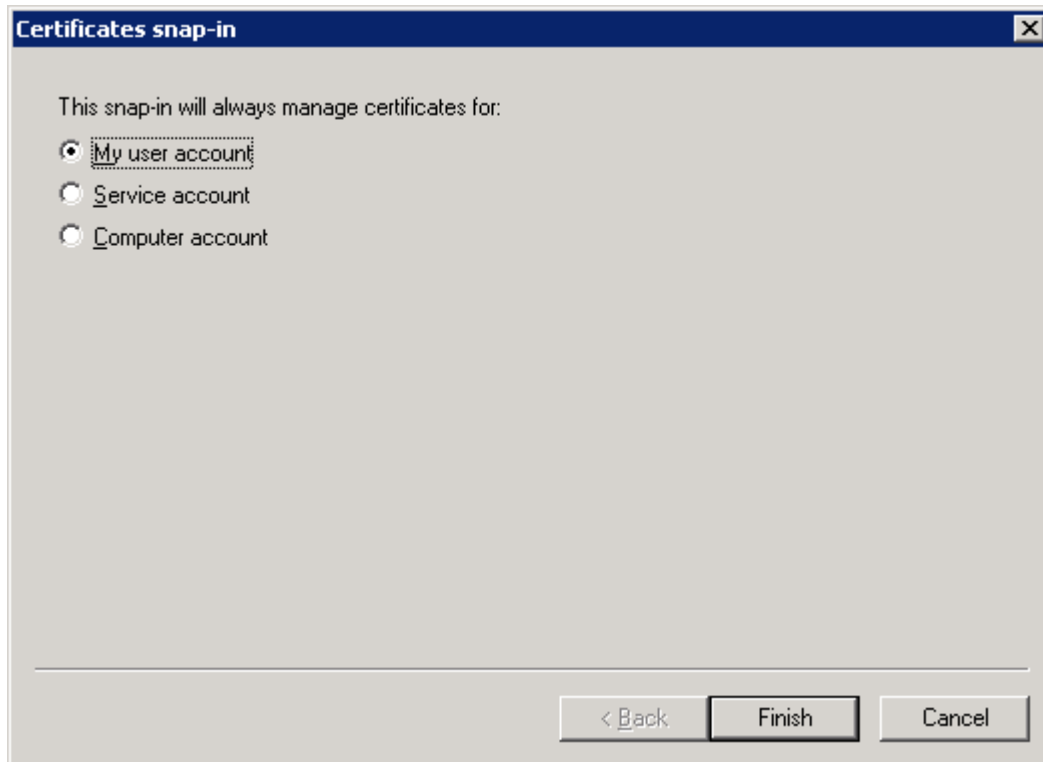 Certificates snap-in
This snap-in will always manage certificates for:
My user account
Service account
Computer account
< Back
Finish
Cancel